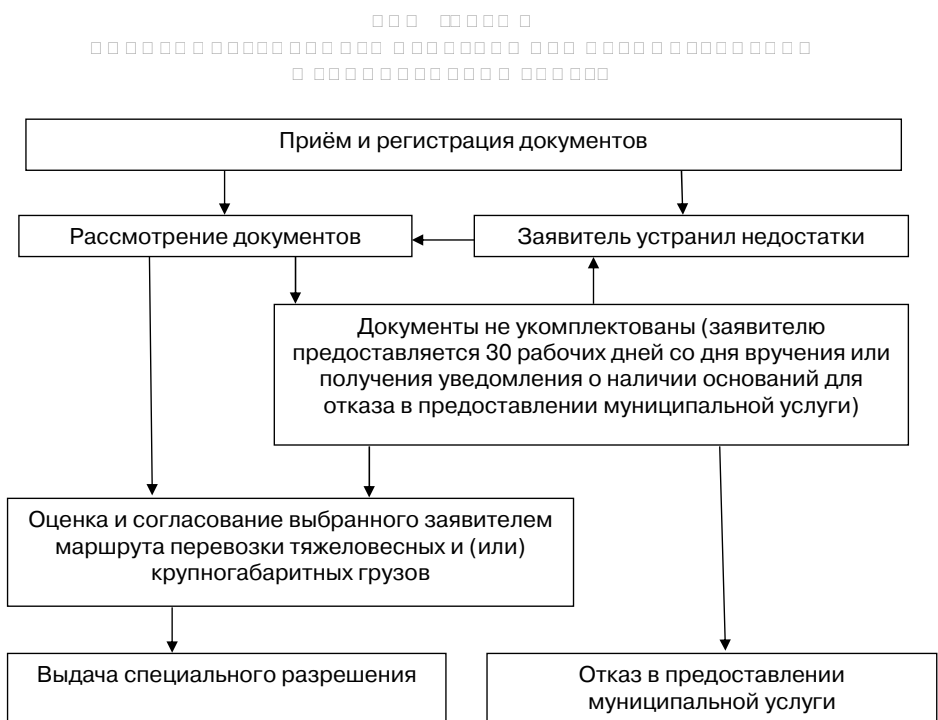 Приём и регистрация документов
Рассмотрение документов
Заявитель устранил недостатки
Документы не укомплектованы (заявителю
предоставляется 30 рабочих дней со дня вручения или
получения уведомления о наличии оснований для
отказа в предоставлении муниципальной услуги)
Оценка и согласование выбранного заявителем
маршрута перевозки тяжеловесных и (или)
крупногабаритных грузов
Выдача специального разрешения
Отказ в предоставлении
муниципальной услуги